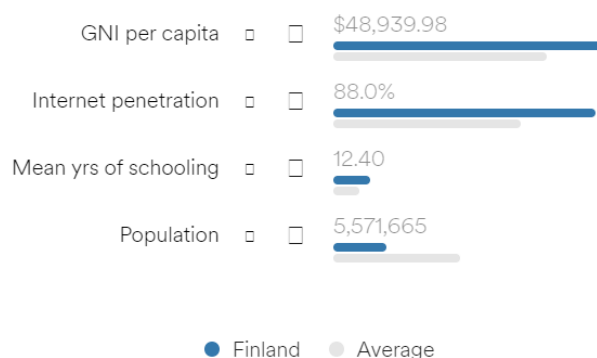 $48,939.98
GNI per capita
88.0%
Internet penetration
12.40
Mean yrs of schooling
5,571,665
Population
Finland Average